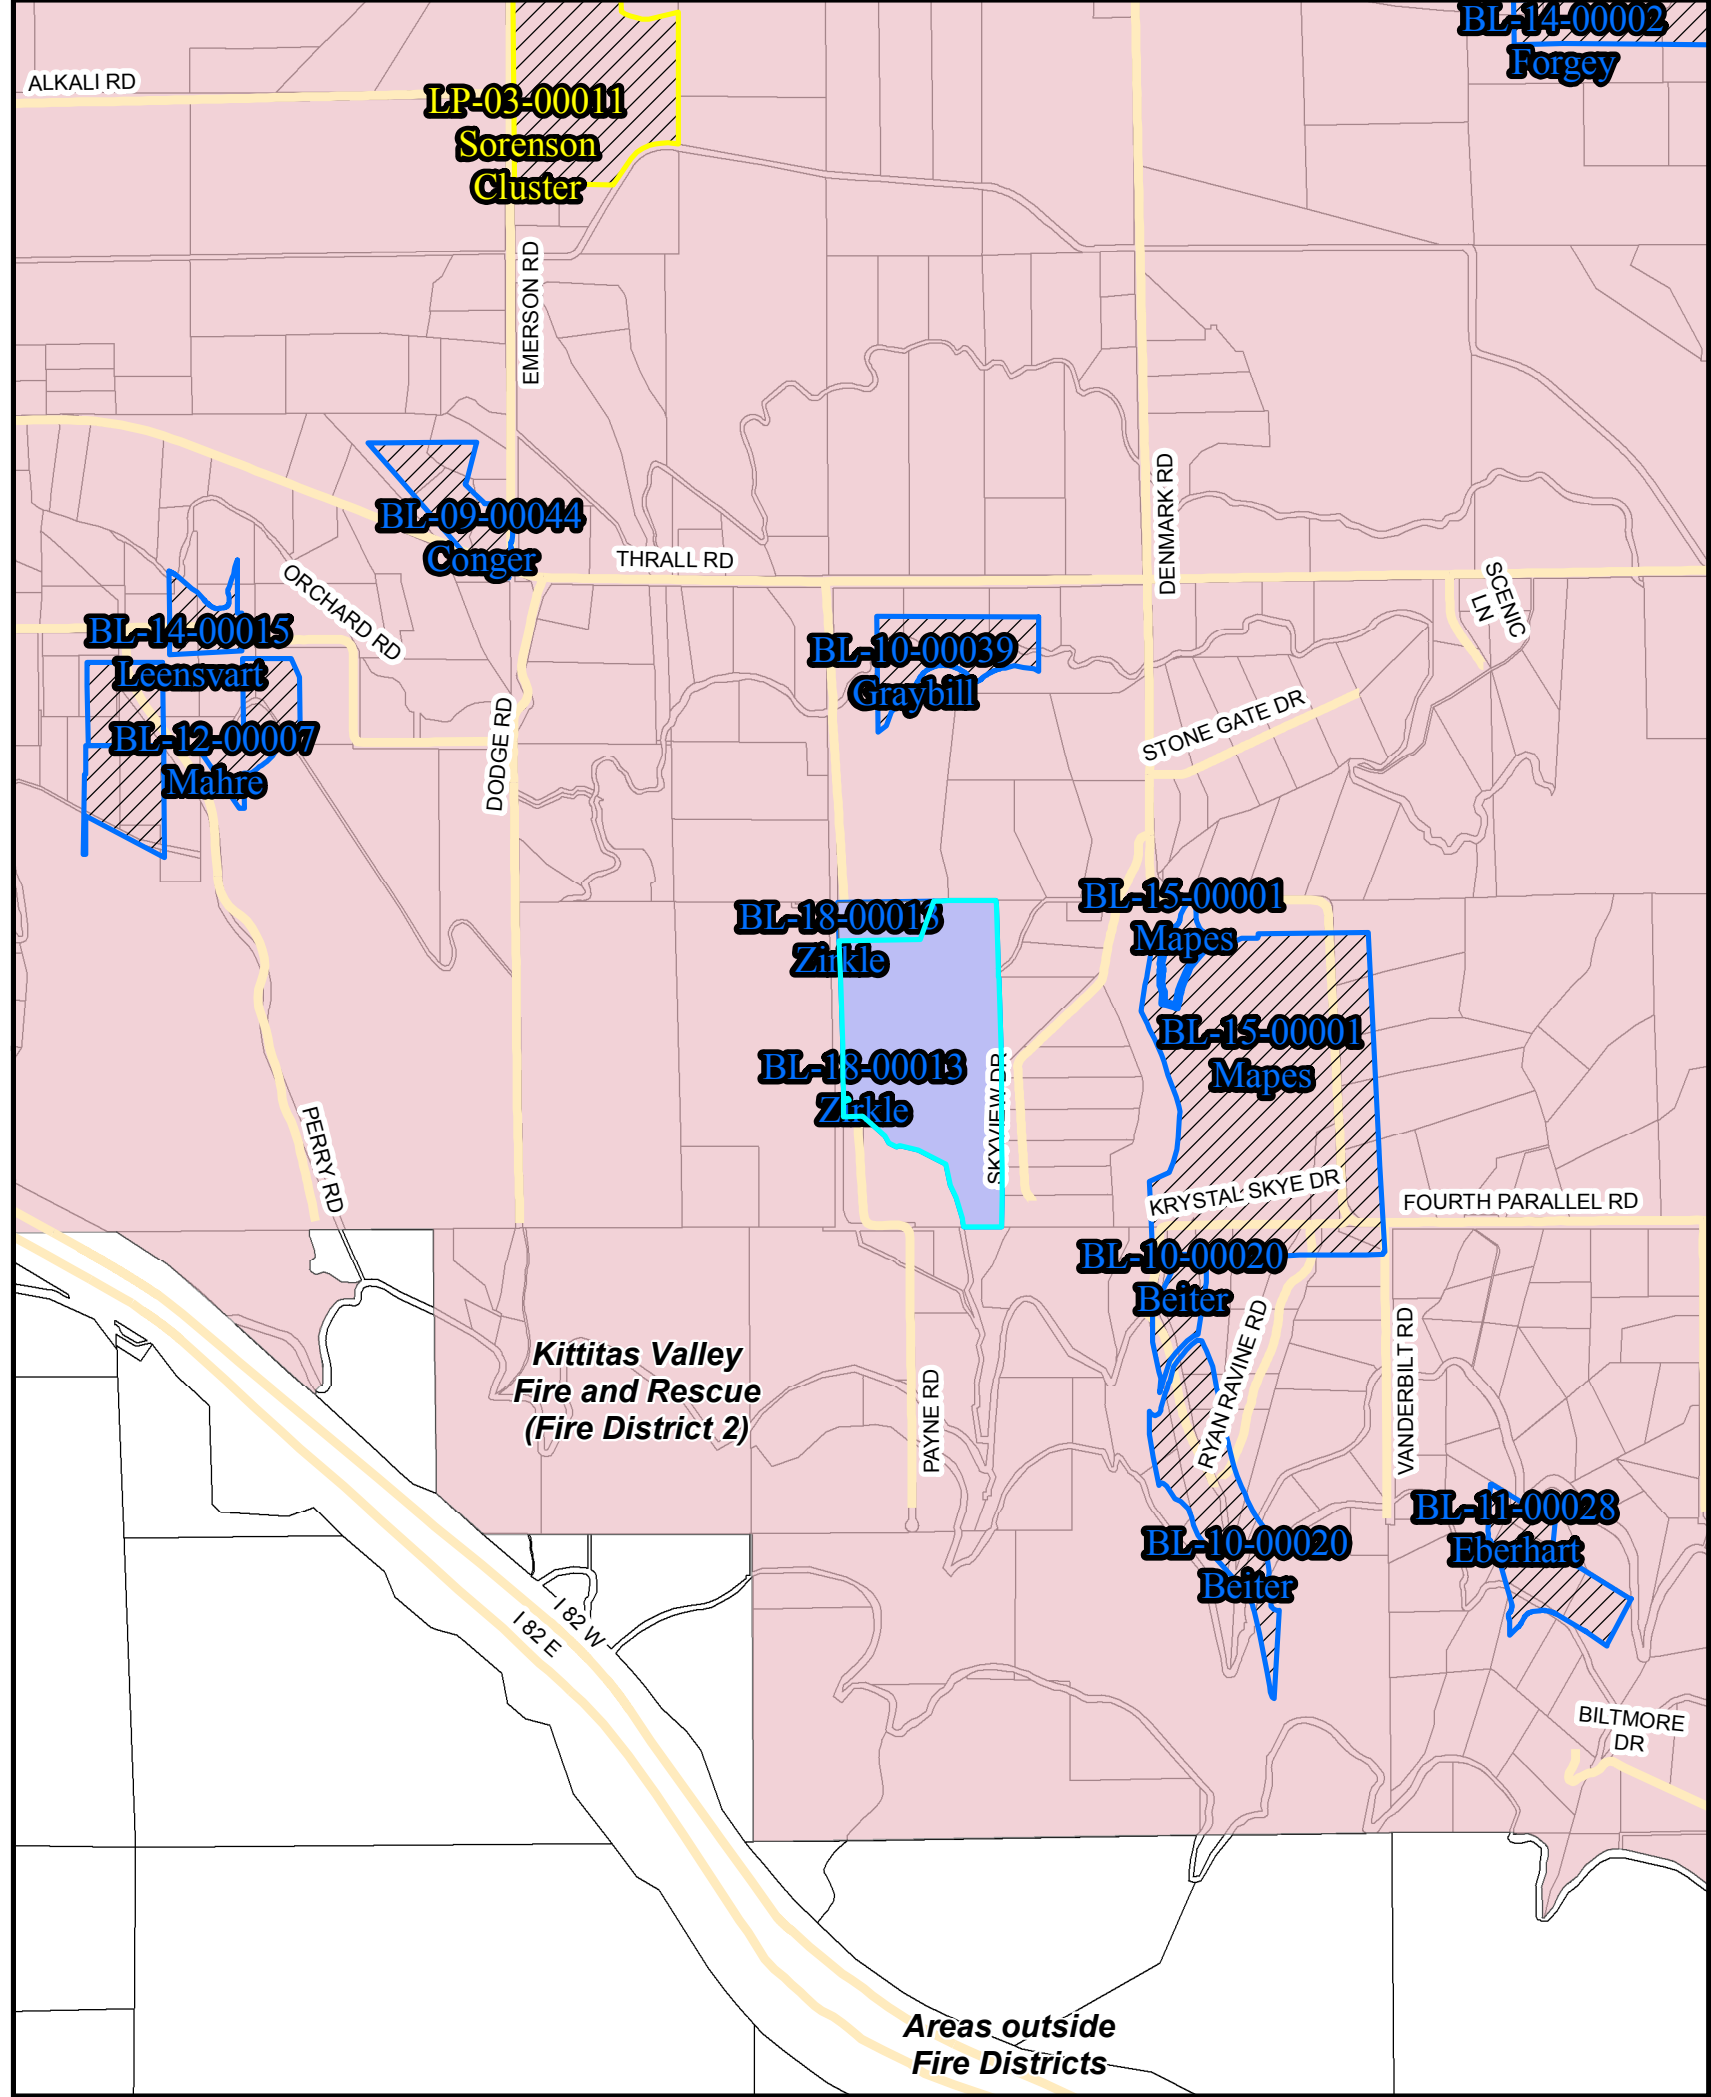 BL-14-00002
Forgey
ALKALI RD
LP-03-00011
Sorenson
Cluster
EMERSON RD
BL-09-00044
Conger
THRALL RD
DENMARK RD
SCENIC
LN
ORCHARD RD
BL-14-00015
Leensvart
BL-10-00039
Graybill
DODGE RD
STONE GATE DR
BL-12-00007
Mahre
BL-15-00001
Mapes
BL-18-00013
Zirkle
BL-15-00001
Mapes
BL-18-00013
Zirkle
SKYVIEW DR
PERRY RD
KRYSTAL SKYE DR
FOURTH PARALLEL RD
BL-10-00020
Beiter
RYAN RAVINE RD
VANDERBILT RD
Kittitas Valley
Fire and Rescue
(Fire District 2)
PAYNE RD
BL-11-00028
Eberhart
BL-10-00020
Beiter
I 82 W
I 82 E
BILTMORE
DR
Areas outside
Fire Districts